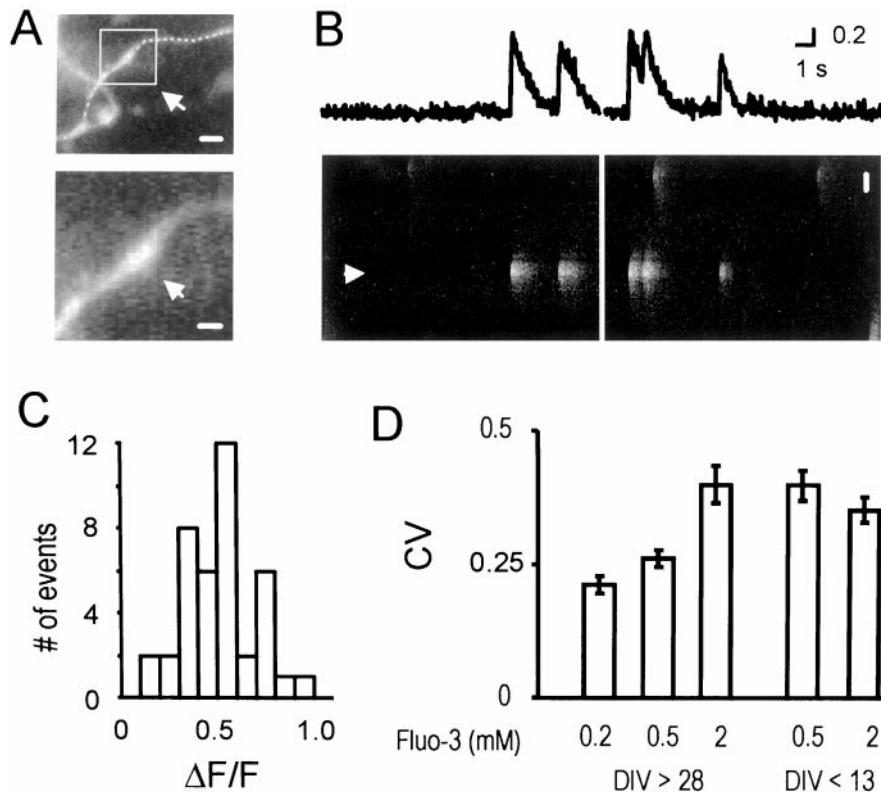 A
B
0.2
1 s
C
12
8
4
0
# of events
0
0.5
1.0
ΔF/F
D
0.5
0.25
0
CV
Fluo-3 (mM)
0.2
0.5
2
0.5
2
DIV > 28
DIV < 13